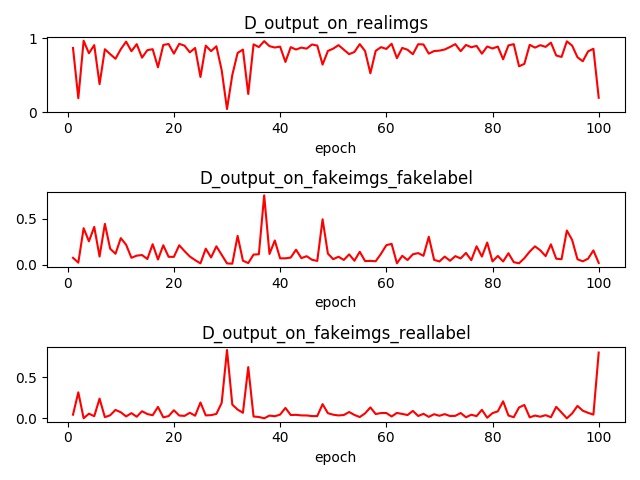 D_output_on_realimgs
1
0
0 20 40 60 80 100
epoch
D_output_on_fakeimgs_fakelabel
0.5
0.0
0 20 40 60 80 100
epoch
D_output_on_fakeimgs_reallabel
0.5
0.0
0 20 40 60 80 100
epoch